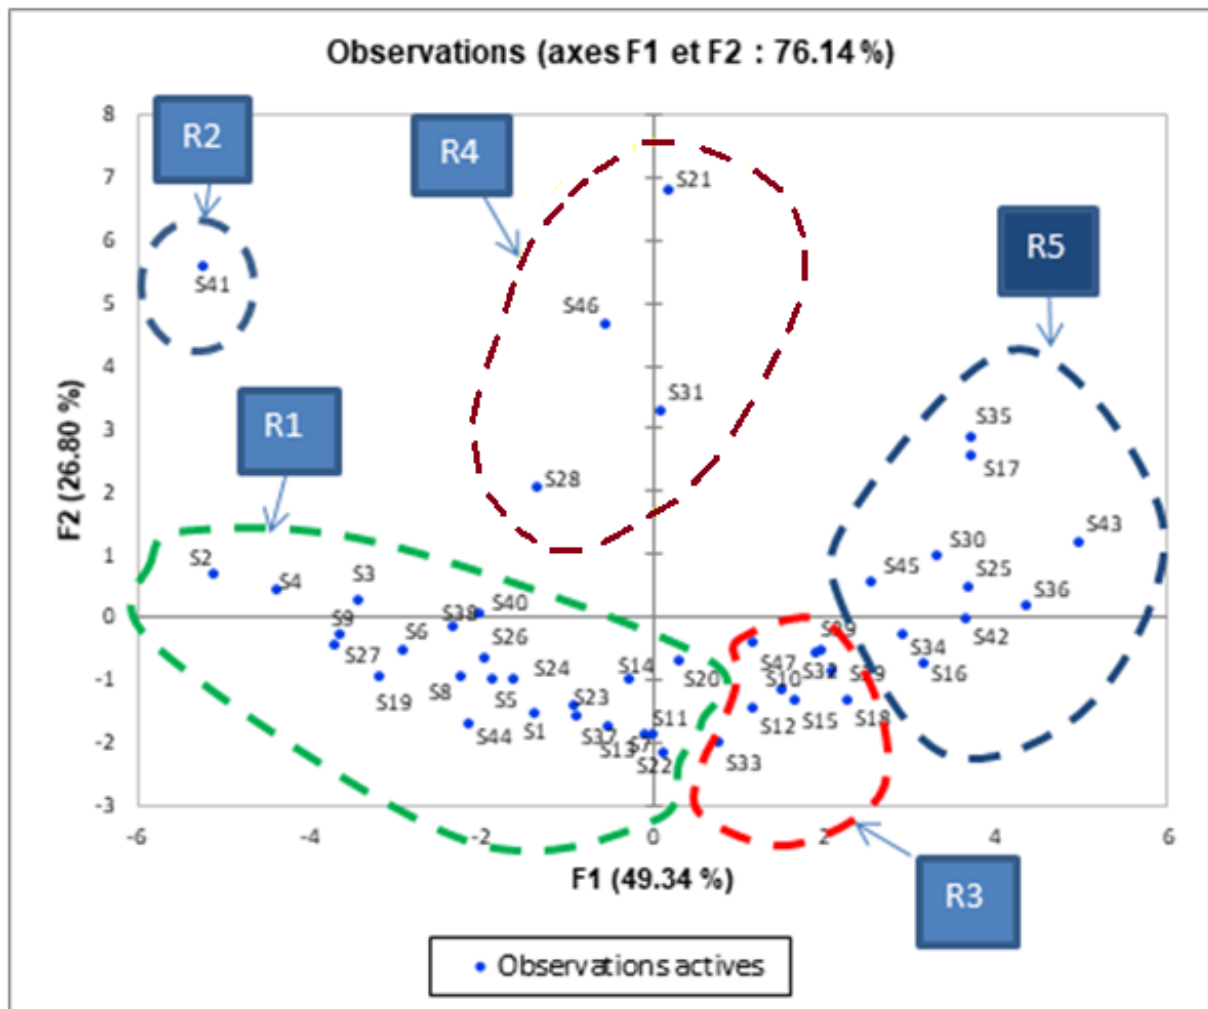 Observations (axes F1 et F2 : 76.14 %)
R2
R4
R5
R1
R3
8
7
6
5
4
3
2
1
0
-1
-2
-3
F2 (26.80 %)
S21
S41
S46
S31
S28
S35
S17
S43
S30
S45
S25
S36
S42
S34
S16
S2
S4
S3
S9
S27
S38
S40
S6
S26
S19
S8
S5
S24
S44
S1
S23
S37
S13
S14
S20
S11
S7
S22
S47
S10
S32
S39
S29
S12
S15
S18
S33
-6
-4
-2
0
2
4
6
F1 (49.34 %)
Observations actives